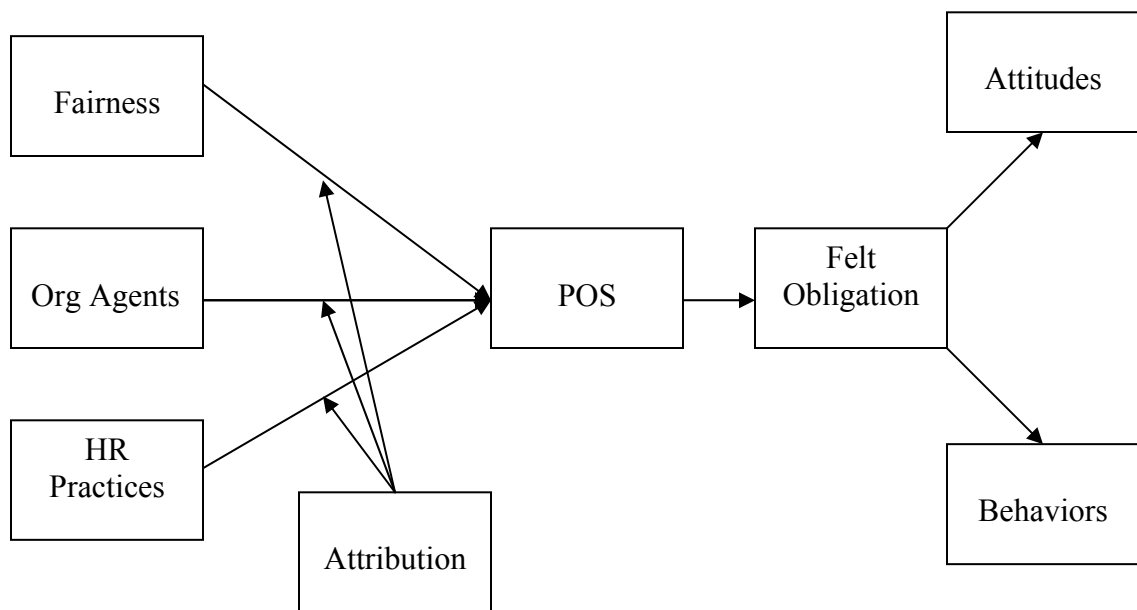 Fairness
Attitudes
Org Agents
POS
Felt
Obligation
HR
Practices
Attribution
Behaviors